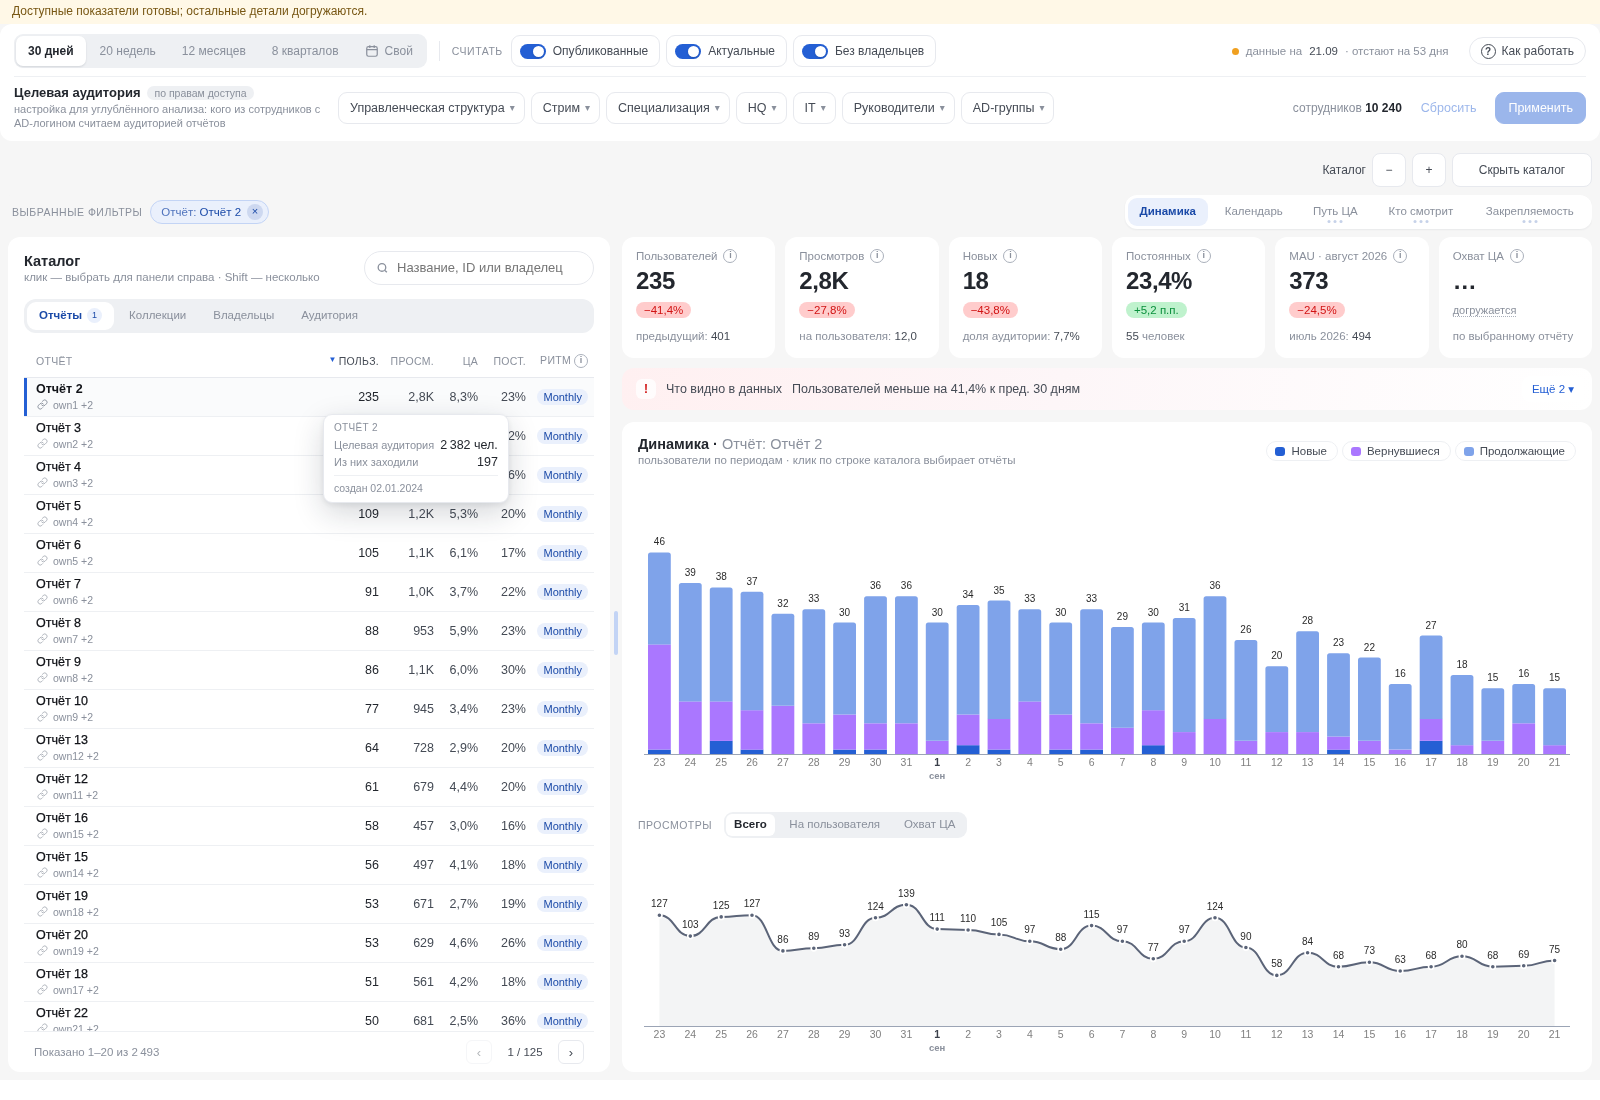 Доступные показатели готовы; остальные детали догружаются.
30 дней 20 недель 12 месяцев 8 кварталов Свой СЧИТАТЬ Опубликованные Актуальные Без владельцев данные на 21.09 · отстают на 53 дня ? Как работать
Целевая аудитория по правам доступа
настройка для углублённого анализа: кого из сотрудников с
AD-логином считаем аудиторией отчётов
Управленческая структура ▾ Стрим ▾ Специализация ▾ HQ ▾ IT ▾ Руководители ▾ AD-группы ▾ сотрудников 10 240 Сбросить Применить
Каталог − + Скрыть каталог
ВЫБРАННЫЕ ФИЛЬТРЫ Отчёт: Отчёт 2 ×
Динамика Календарь Путь ЦА Кто смотрит Закрепляемость
Каталог
клик — выбрать для панели справа · Shift — несколько
Название, ID или владелец
Отчёты 1 Коллекции Владельцы Аудитория
ОТЧЁТ ▼ ПОЛЬЗ. ПРОСМ. ЦА ПОСТ. РИТМ i
Отчёт 2
own1 +2
235 2,8K 8,3% 23% Monthly
Отчёт 3
own2 +2
2% Monthly
Отчёт 4
own3 +2
6% Monthly
ОТЧЁТ 2
Целевая аудитория 2 382 чел.
Из них заходили 197
создан 02.01.2024
Отчёт 5
own4 +2
109 1,2K 5,3% 20% Monthly
Отчёт 6
own5 +2
105 1,1K 6,1% 17% Monthly
Отчёт 7
own6 +2
91 1,0K 3,7% 22% Monthly
Отчёт 8
own7 +2
88 953 5,9% 23% Monthly
Отчёт 9
own8 +2
86 1,1K 6,0% 30% Monthly
Отчёт 10
own9 +2
77 945 3,4% 23% Monthly
Отчёт 13
own12 +2
64 728 2,9% 20% Monthly
Отчёт 12
own11 +2
61 679 4,4% 20% Monthly
Отчёт 16
own15 +2
58 457 3,0% 16% Monthly
Отчёт 15
own14 +2
56 497 4,1% 18% Monthly
Отчёт 19
own18 +2
53 671 2,7% 19% Monthly
Отчёт 20
own19 +2
53 629 4,6% 26% Monthly
Отчёт 18
own17 +2
51 561 4,2% 18% Monthly
Отчёт 22
own21 +2
50 681 2,5% 36% Monthly
Показано 1–20 из 2 493 ‹ 1 / 125 ›
Пользователей i
235
−41,4%
предыдущий: 401
Просмотров i
2,8K
−27,8%
на пользователя: 12,0
Новых i
18
−43,8%
доля аудитории: 7,7%
Постоянных i
23,4%
+5,2 п.п.
55 человек
MAU · август 2026 i
373
−24,5%
июль 2026: 494
Охват ЦА i
…
догружается
по выбранному отчёту
! Что видно в данных Пользователей меньше на 41,4% к пред. 30 дням Ещё 2 ▾
Динамика · Отчёт: Отчёт 2
пользователи по периодам · клик по строке каталога выбирает отчёты
Новые Вернувшиеся Продолжающие
46 39 38 37 32 33 30 36 36 30 34 35 33 30 33 29 30 31 36 26 20 28 23 22 16 27 18 15 16 15
23 24 25 26 27 28 29 30 31 1 2 3 4 5 6 7 8 9 10 11 12 13 14 15 16 17 18 19 20 21
сен
ПРОСМОТРЫ Всего На пользователя Охват ЦА
127 103 125 127 86 89 93 124 139 111 110 105 97 88 115 97 77 97 124 90 58 84 68 73 63 68 80 68 69 75
23 24 25 26 27 28 29 30 31 1 2 3 4 5 6 7 8 9 10 11 12 13 14 15 16 17 18 19 20 21
сен